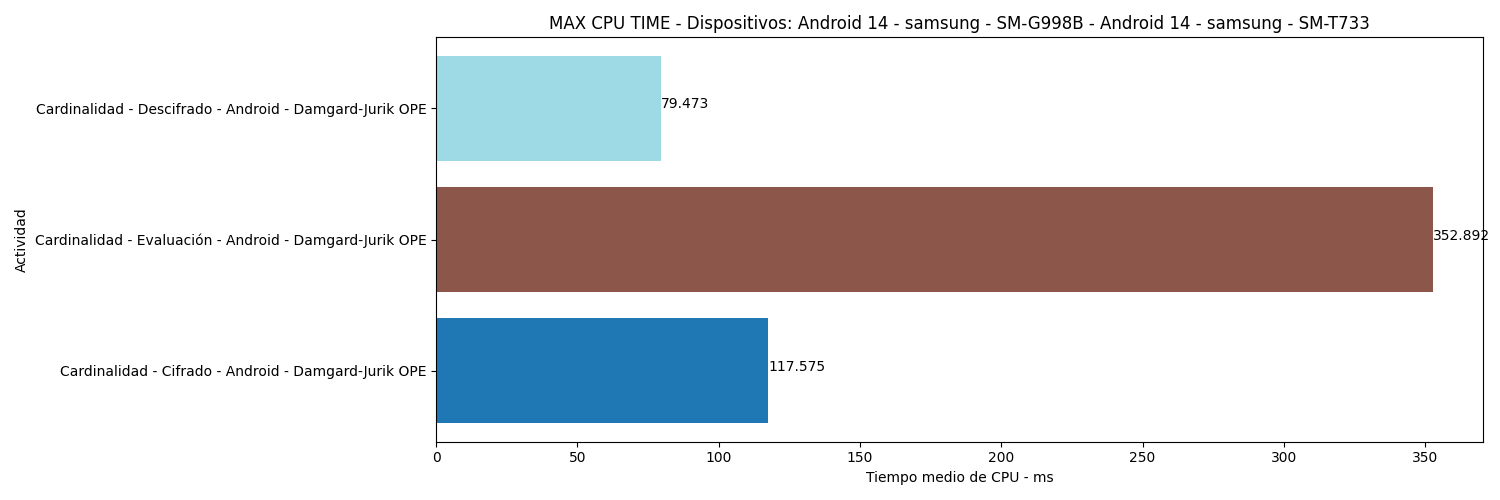 MAX CPU TIME - Dispositivos: Android 14 - samsung - SM-G998B - Android 14 - samsung - SM-T733
Actividad
Cardinalidad - Descifrado - Android - Damgard-Jurik OPE
79.473
Cardinalidad - Evaluación - Android - Damgard-Jurik OPE
352.892
Cardinalidad - Cifrado - Android - Damgard-Jurik OPE
117.575
0 50 100 150 200 250 300 350
Tiempo medio de CPU - ms